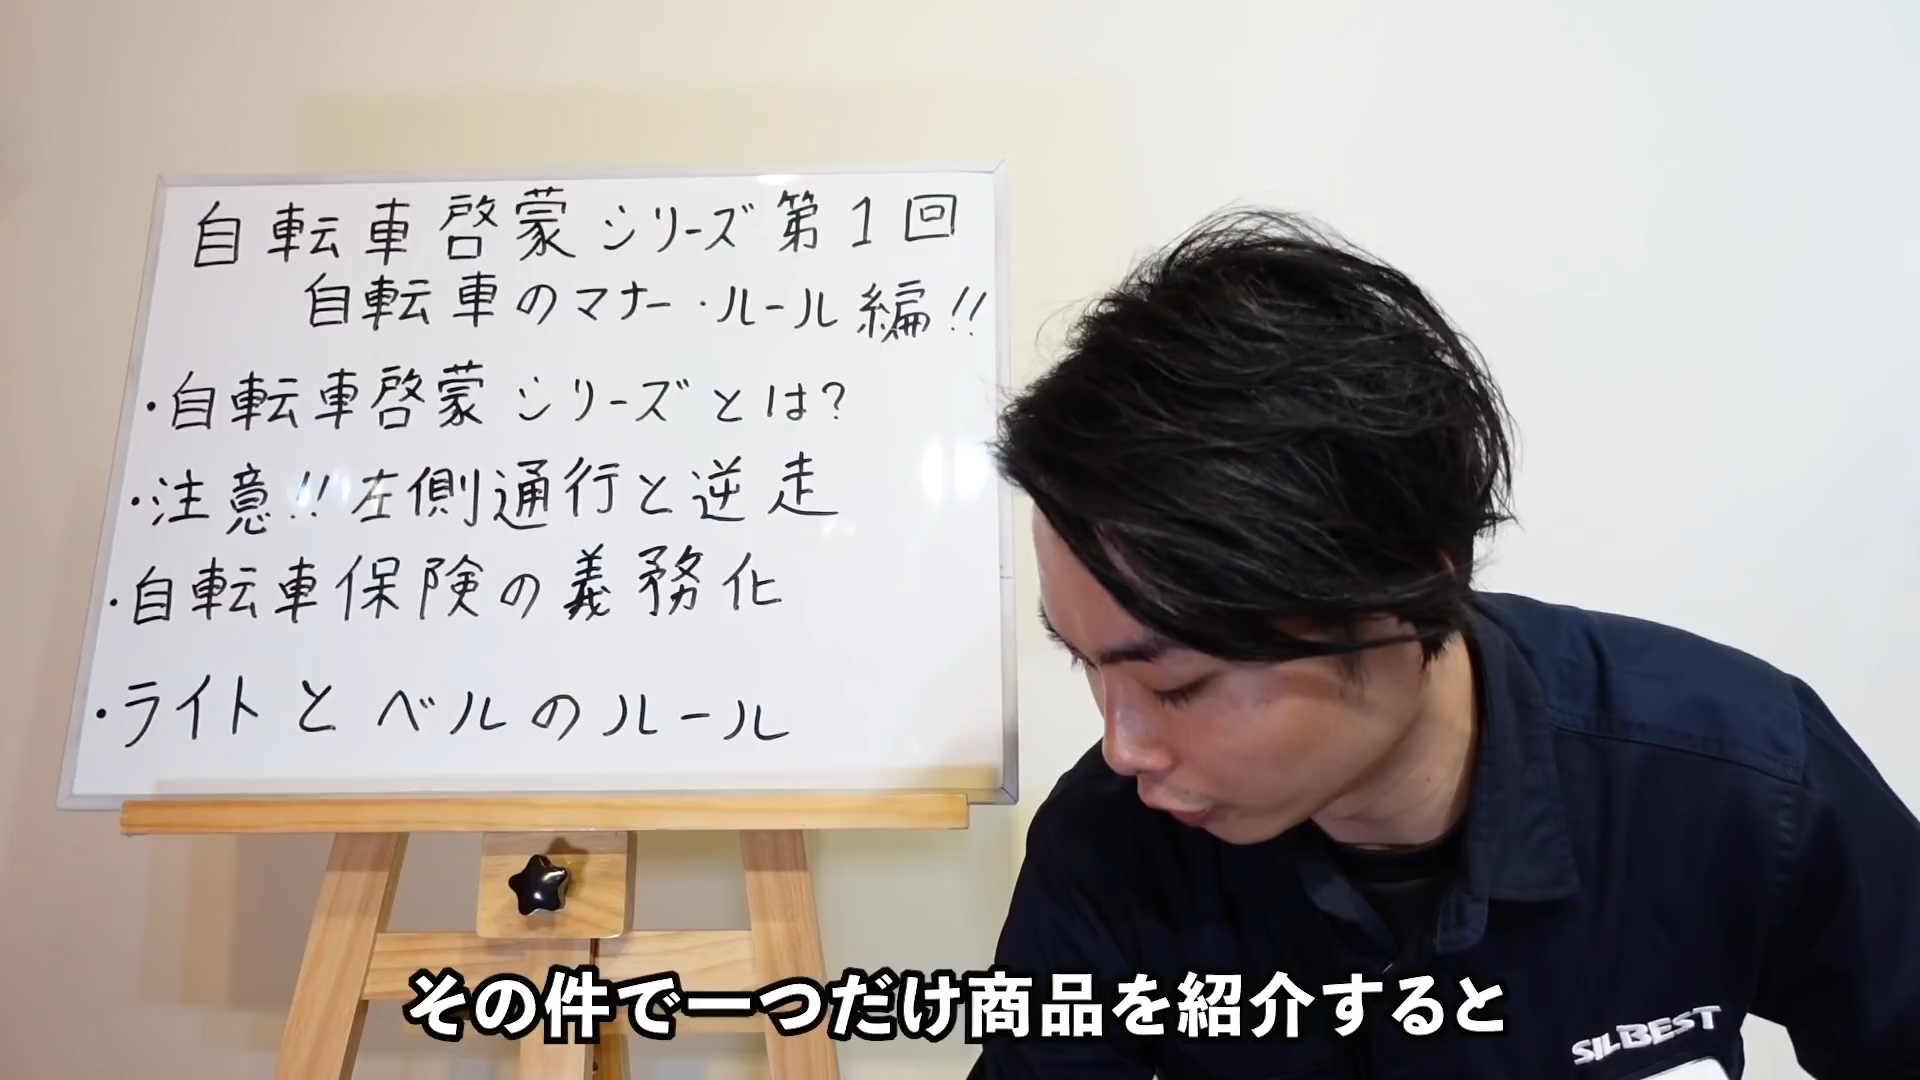 自転車啓蒙シリーズ第1回
自転車のマナー・ルール編!!
・自転車啓蒙シリーズとは?
・注意!!左側通行と逆走
・自転車保険の義務化
・ライトとベルのルール
その件で一つだけ商品を紹介すると
SILBEST